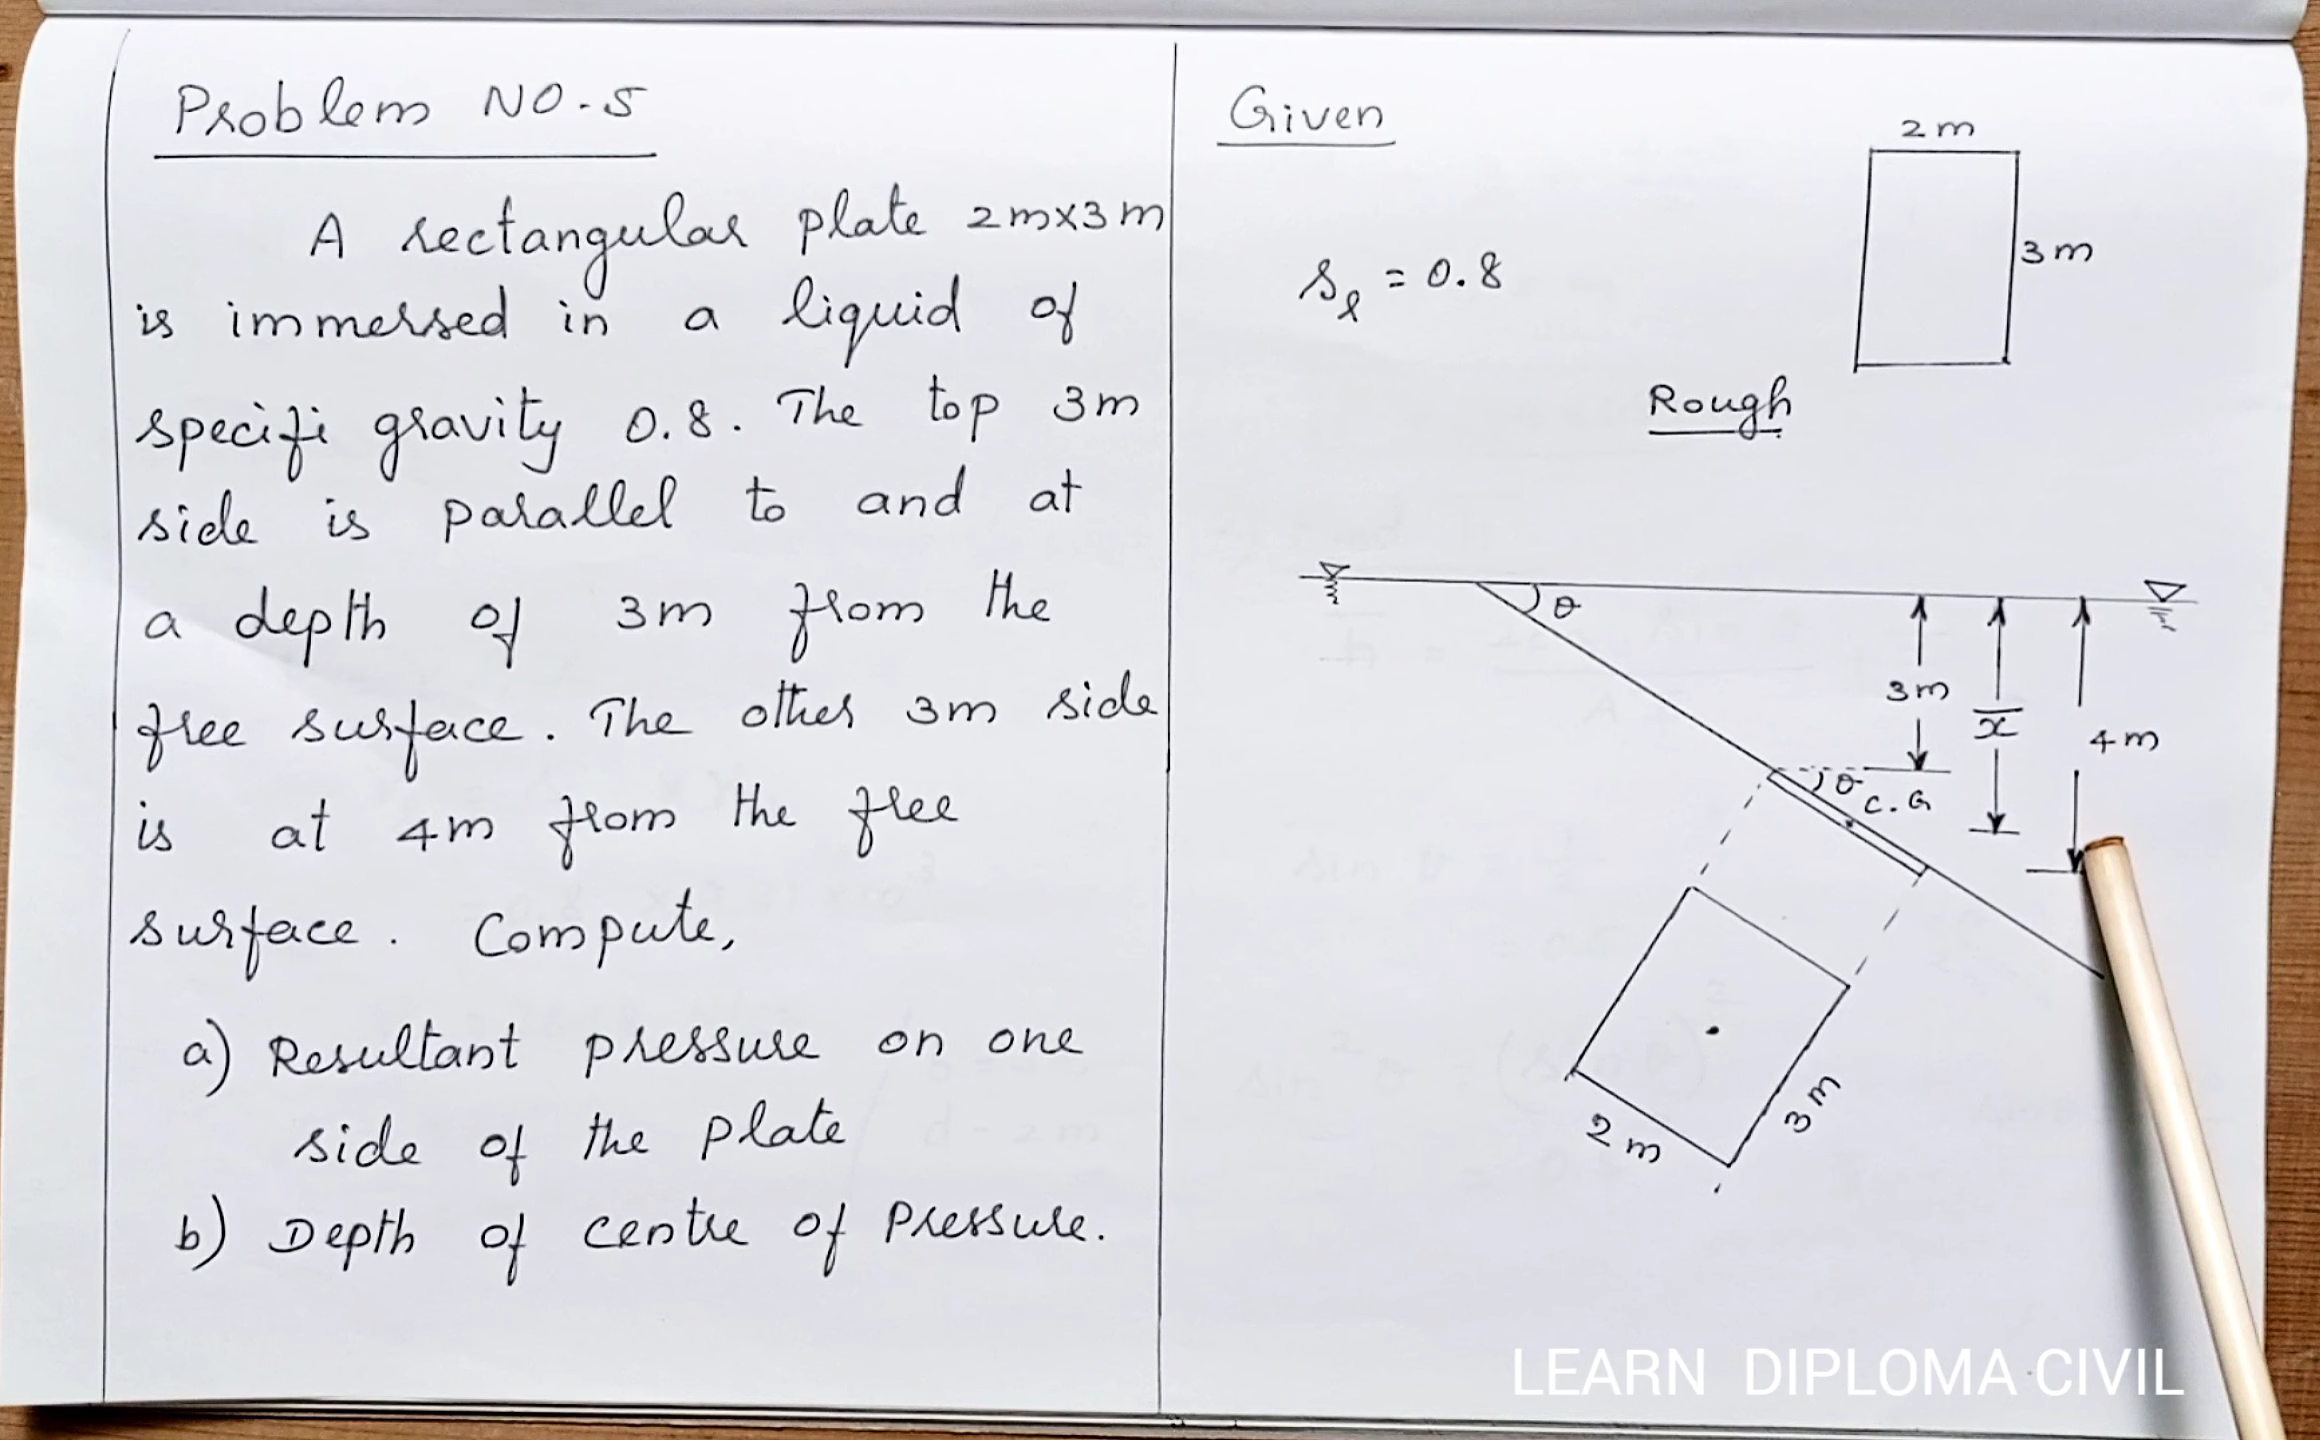 Problem NO.5
A rectangular plate 2mx3m
is immersed in a liquid of
specifi gravity 0.8. The top 3m
side is parallel to and at
a depth of 3m from the
free surface. The other 3m side
is at 4m from the free
surface. Compute,
a) Resultant pressure on one
side of the plate
b) Depth of centre of pressure.
Given
2m
3m
Sℓ = 0.8
Rough
θ
3m
x̄
4m
θ
C.G
2m
3m
LEARN DIPLOMA CIVIL